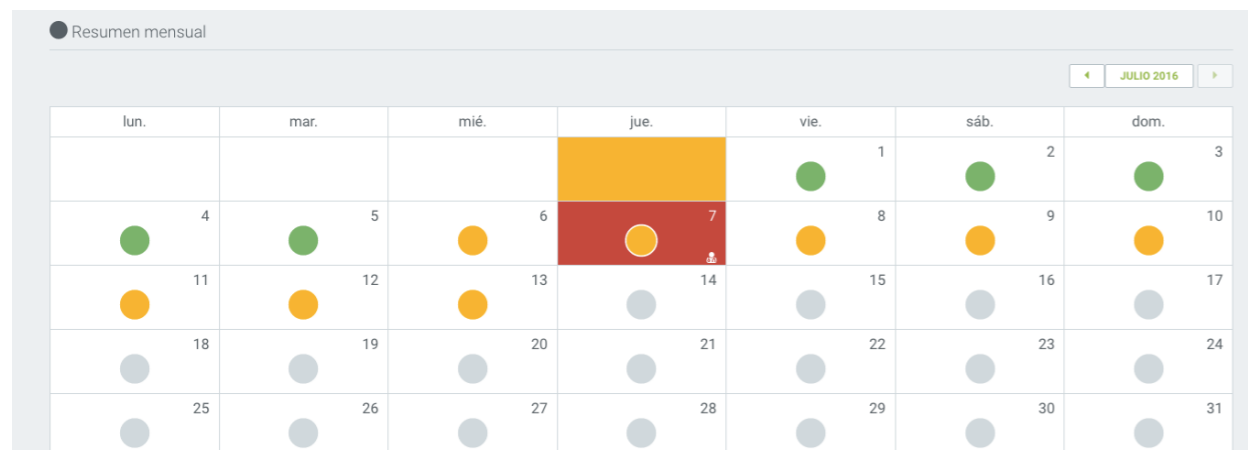 Resumen mensual
JULIO 2016
lun. mar. mié. jue. vie. sáb. dom.
1 2 3
4 5 6 7 8 9 10
11 12 13 14 15 16 17
18 19 20 21 22 23 24
25 26 27 28 29 30 31